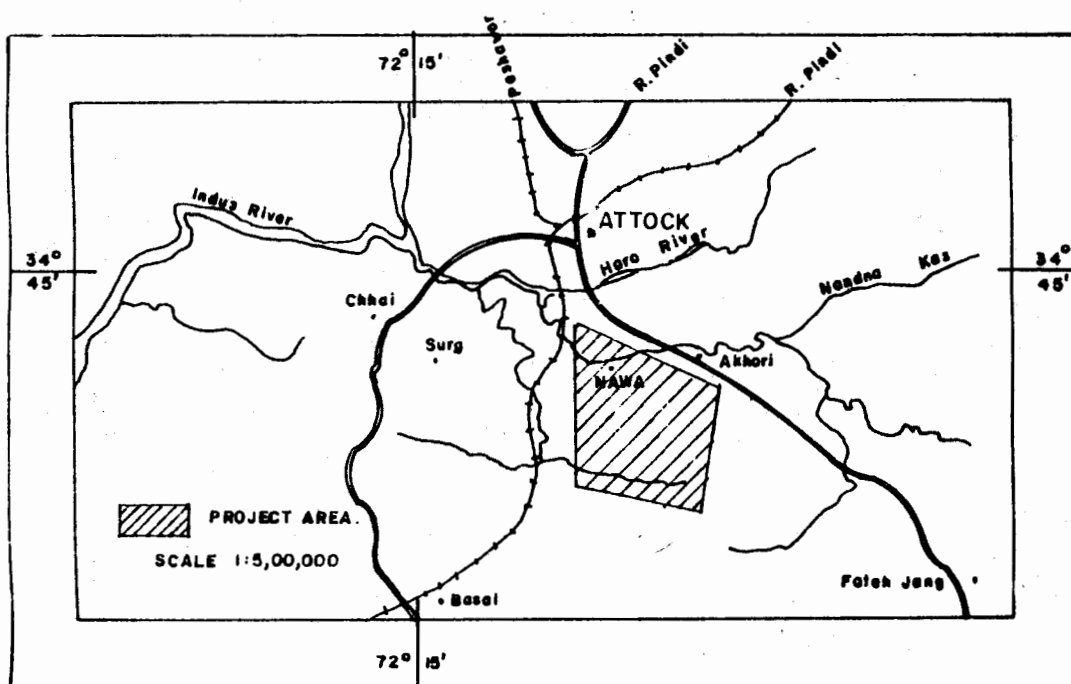 72° 15'
Peshawor
R. Pindi
R. Pindi
Indus River
ATTOCK
Haro River
34°
45'
34°
45'
Nandna Kas
Chhai
Surg
Akhori
NAWA
PROJECT AREA.
SCALE 1:5,00,000
Fateh Jang
Basal
72° 15'